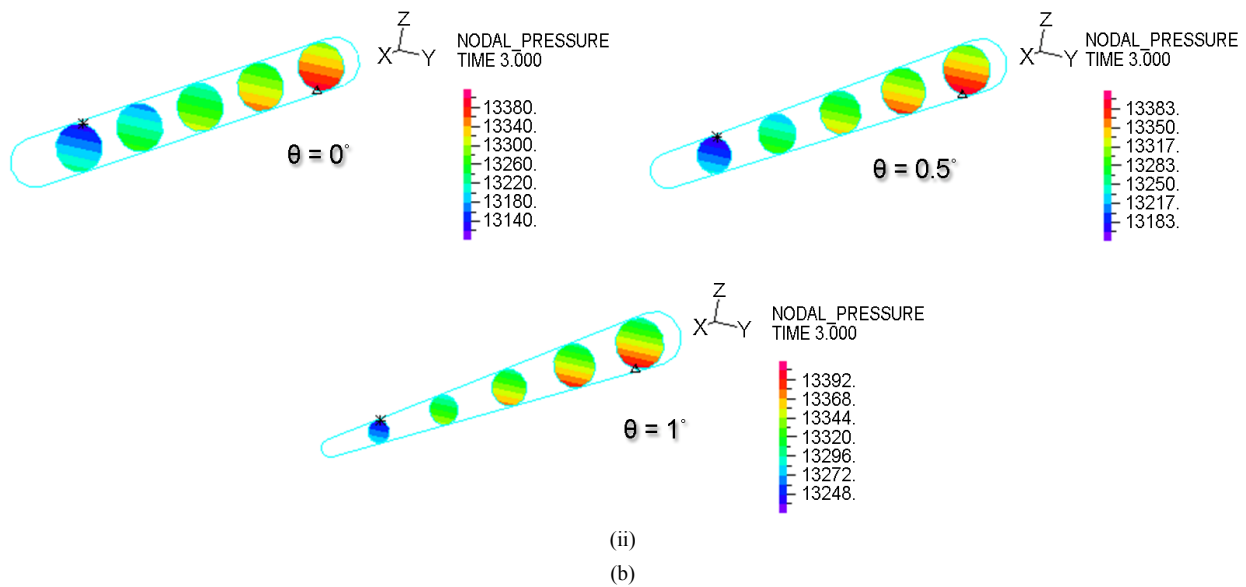 Z
X
Y
NODAL_PRESSURE
TIME 3.000
13380.
13340.
13300.
13260.
13220.
13180.
13140.
θ = 0°
Z
X
Y
NODAL_PRESSURE
TIME 3.000
13383.
13350.
13317.
13283.
13250.
13217.
13183.
θ = 0.5°
Z
X
Y
NODAL_PRESSURE
TIME 3.000
13392.
13368.
13344.
13320.
13296.
13272.
13248.
θ = 1°
(ii)
(b)